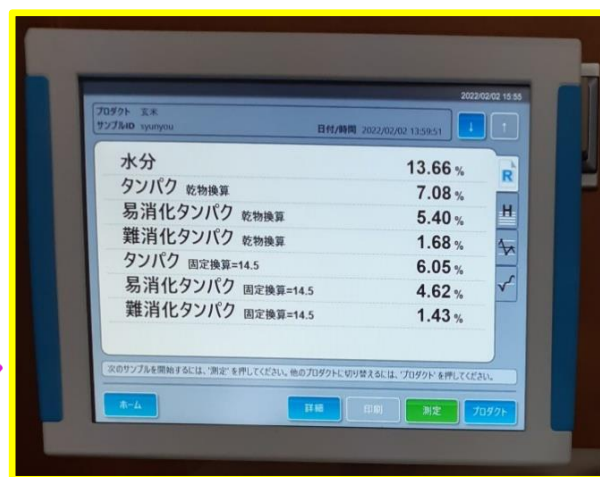 2022/02/02 15:55
プロダクト 玄米
サンプルID syunyou
日付/時間 2022/02/02 13:59:51
↓ ↑
水分 13.66 %
タンパク 乾物換算 7.08 %
易消化タンパク 乾物換算 5.40 %
難消化タンパク 乾物換算 1.68 %
タンパク 固定換算=14.5 6.05 %
易消化タンパク 固定換算=14.5 4.62 %
難消化タンパク 固定換算=14.5 1.43 %
R
H
次のサンプルを開始するには、'測定' を押してください。他のプロダクトに切り替えるには、'プロダクト' を押してください。
ホーム 詳細 印刷 測定 プロダクト